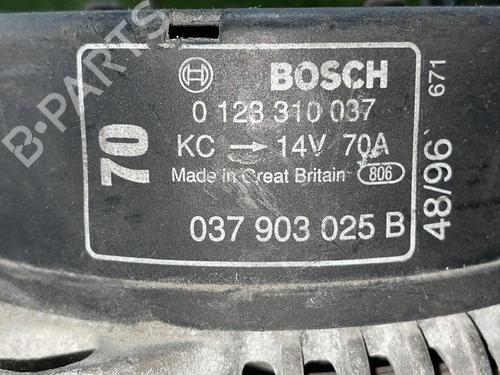 BOSCH
0 123 310 037
KC → 14V 70A
Made in Great Britain 806
037 903 025 B
70
48/96
671
B-PARTS